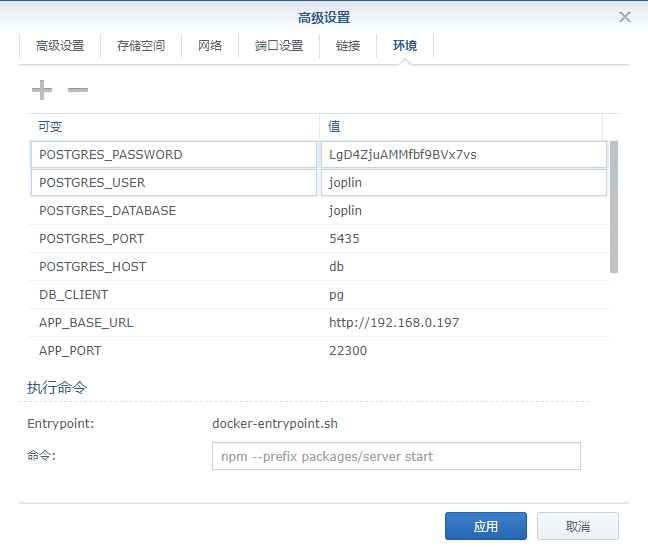 高级设置
高级设置 存储空间 网络 端口设置 链接 环境
可变 值
POSTGRES_PASSWORD LgD4ZjuAMMfbf9BVx7vs
POSTGRES_USER joplin
POSTGRES_DATABASE joplin
POSTGRES_PORT 5435
POSTGRES_HOST db
DB_CLIENT pg
APP_BASE_URL http://192.168.0.197
APP_PORT 22300
执行命令
Entrypoint: docker-entrypoint.sh
命令: npm --prefix packages/server start
应用 取消